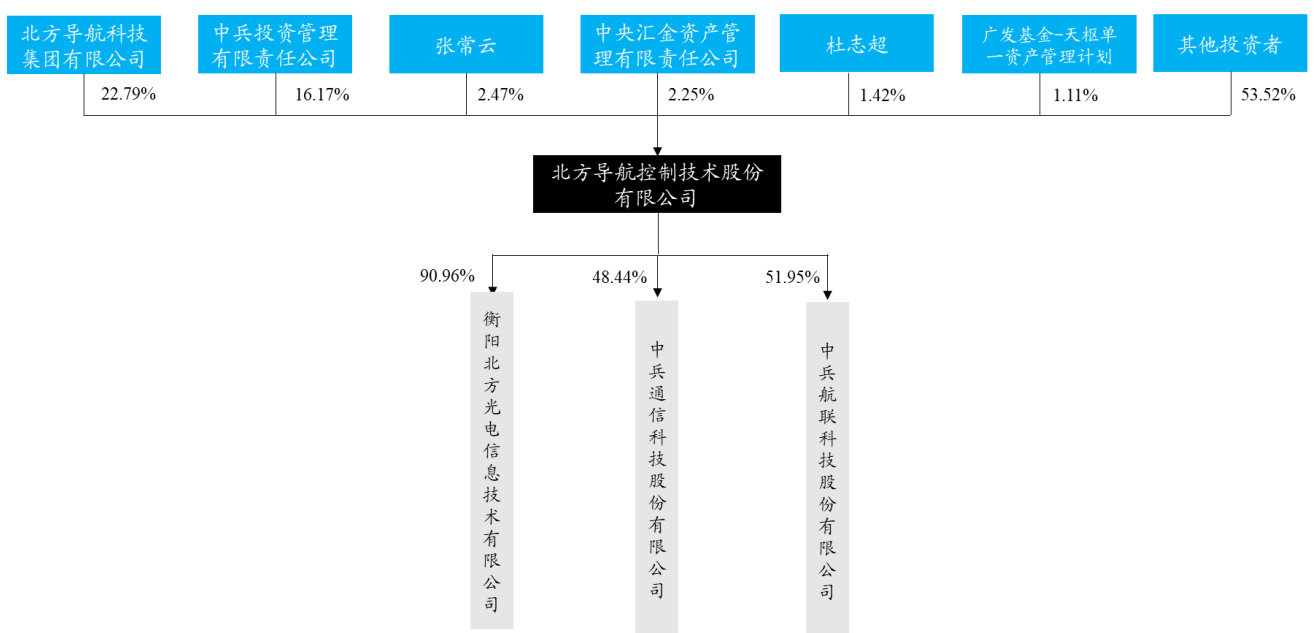 北方导航科技
集团有限公司
中兵投资管理
有限责任公司
张常云
中央汇金资产管
理有限责任公司
杜志超
广发基金-天枢单
一资产管理计划
其他投资者
22.79%
16.17%
2.47%
2.25%
1.42%
1.11%
53.52%
北方导航控制技术股份
有限公司
90.96%
48.44%
51.95%
衡阳北方光电信息技术有限公司
中兵通信科技股份有限公司
中兵航联科技股份有限公司